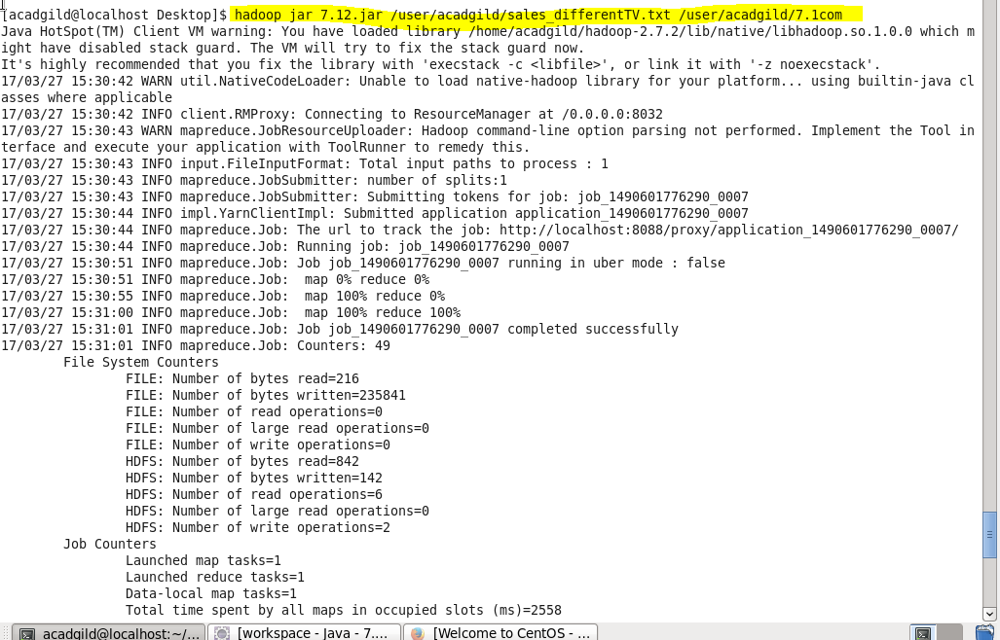 [acadgild@localhost Desktop]$ hadoop jar 7.12.jar /user/acadgild/sales_differentTV.txt /user/acadgild/7.1com
Java HotSpot(TM) Client VM warning: You have loaded library /home/acadgild/hadoop-2.7.2/lib/native/libhadoop.so.1.0.0 which m
ight have disabled stack guard. The VM will try to fix the stack guard now.
It's highly recommended that you fix the library with 'execstack -c <libfile>', or link it with '-z noexecstack'.
17/03/27 15:30:42 WARN util.NativeCodeLoader: Unable to load native-hadoop library for your platform... using builtin-java cl
asses where applicable
17/03/27 15:30:42 INFO client.RMProxy: Connecting to ResourceManager at /0.0.0.0:8032
17/03/27 15:30:43 WARN mapreduce.JobResourceUploader: Hadoop command-line option parsing not performed. Implement the Tool in
terface and execute your application with ToolRunner to remedy this.
17/03/27 15:30:43 INFO input.FileInputFormat: Total input paths to process : 1
17/03/27 15:30:43 INFO mapreduce.JobSubmitter: number of splits:1
17/03/27 15:30:43 INFO mapreduce.JobSubmitter: Submitting tokens for job: job_1490601776290_0007
17/03/27 15:30:44 INFO impl.YarnClientImpl: Submitted application application_1490601776290_0007
17/03/27 15:30:44 INFO mapreduce.Job: The url to track the job: http://localhost:8088/proxy/application_1490601776290_0007/
17/03/27 15:30:44 INFO mapreduce.Job: Running job: job_1490601776290_0007
17/03/27 15:30:51 INFO mapreduce.Job: Job job_1490601776290_0007 running in uber mode : false
17/03/27 15:30:51 INFO mapreduce.Job:  map 0% reduce 0%
17/03/27 15:30:55 INFO mapreduce.Job:  map 100% reduce 0%
17/03/27 15:31:00 INFO mapreduce.Job:  map 100% reduce 100%
17/03/27 15:31:01 INFO mapreduce.Job: Job job_1490601776290_0007 completed successfully
17/03/27 15:31:01 INFO mapreduce.Job: Counters: 49
File System Counters
FILE: Number of bytes read=216
FILE: Number of bytes written=235841
FILE: Number of read operations=0
FILE: Number of large read operations=0
FILE: Number of write operations=0
HDFS: Number of bytes read=842
HDFS: Number of bytes written=142
HDFS: Number of read operations=6
HDFS: Number of large read operations=0
HDFS: Number of write operations=2
Job Counters
Launched map tasks=1
Launched reduce tasks=1
Data-local map tasks=1
Total time spent by all maps in occupied slots (ms)=2558
acadgild@localhost:~/... [workspace - Java - 7.... [Welcome to CentOS - ...